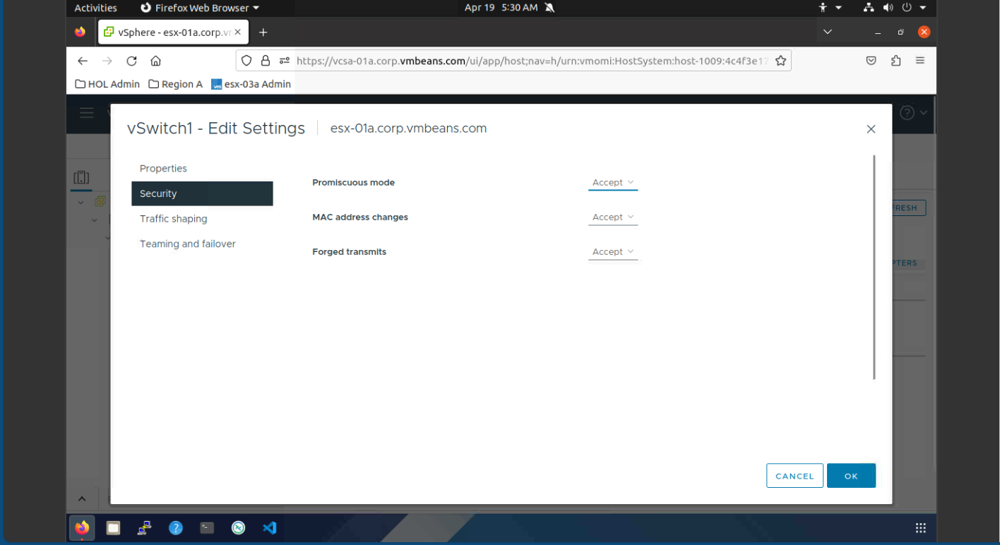 Activities Firefox Web Browser Apr 19 5:30 AM
vSphere - esx-01a.corp.vm
https://vcsa-01a.corp.vmbeans.com/ui/app/host;nav=h/urn:vmomi:HostSystem:host-1009:4c4f3e17
HOL Admin Region A vm esx-03a Admin
vSwitch1 - Edit Settings esx-01a.corp.vmbeans.com
Properties
Security
Traffic shaping
Teaming and failover
Promiscuous mode Accept
MAC address changes Accept
Forged transmits Accept
FRESH
PTERS
CANCEL OK